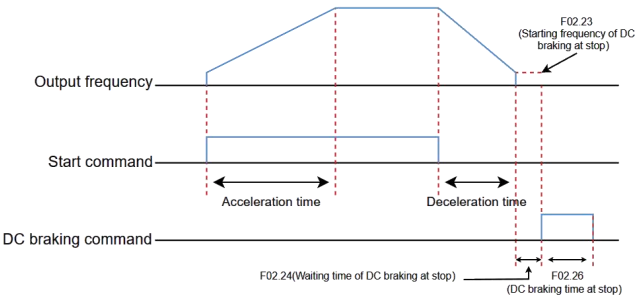 F02.23
(Starting frequency of DC
braking at stop)
Output frequency
Start command
Acceleration time
Deceleration time
DC braking command
F02.24(Waiting time of DC braking at stop)
F02.26
(DC braking time at stop)